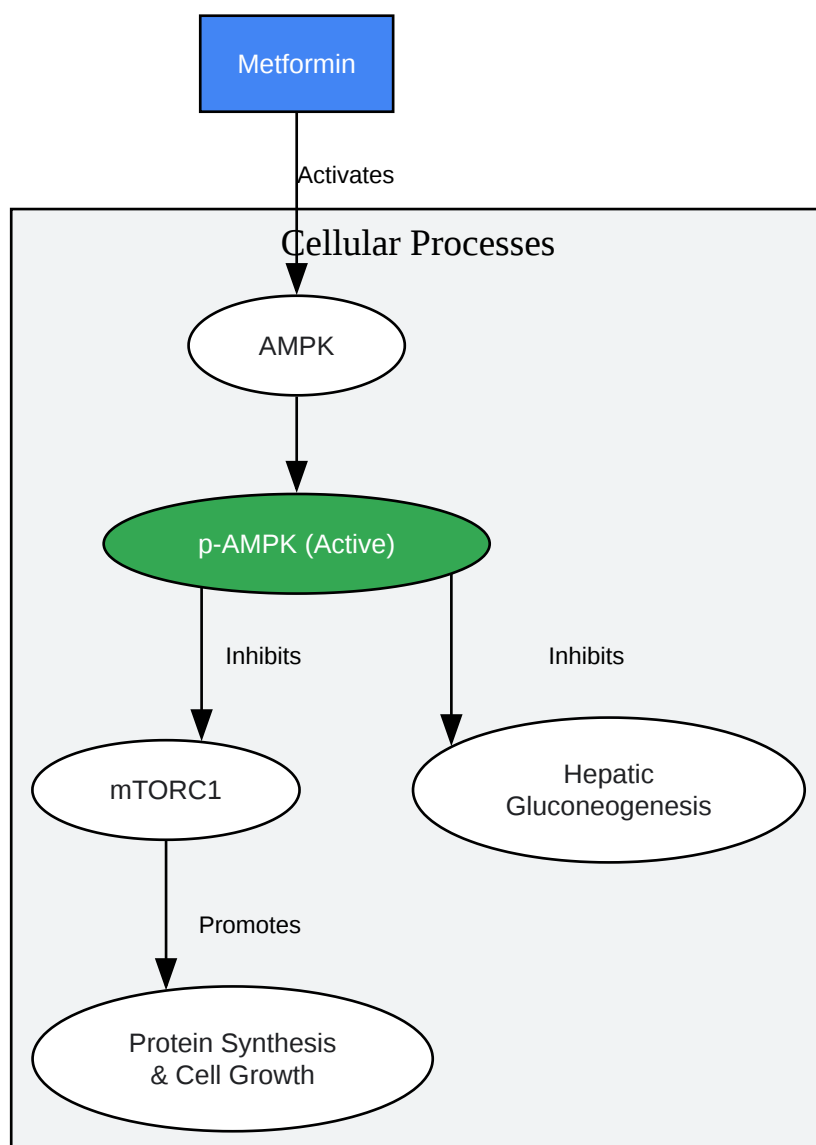 Metformin
Activates
Cellular Processes
AMPK
p-AMPK (Active)
Inhibits
Inhibits
mTORC1
Hepatic
Gluconeogenesis
Promotes
Protein Synthesis
& Cell Growth